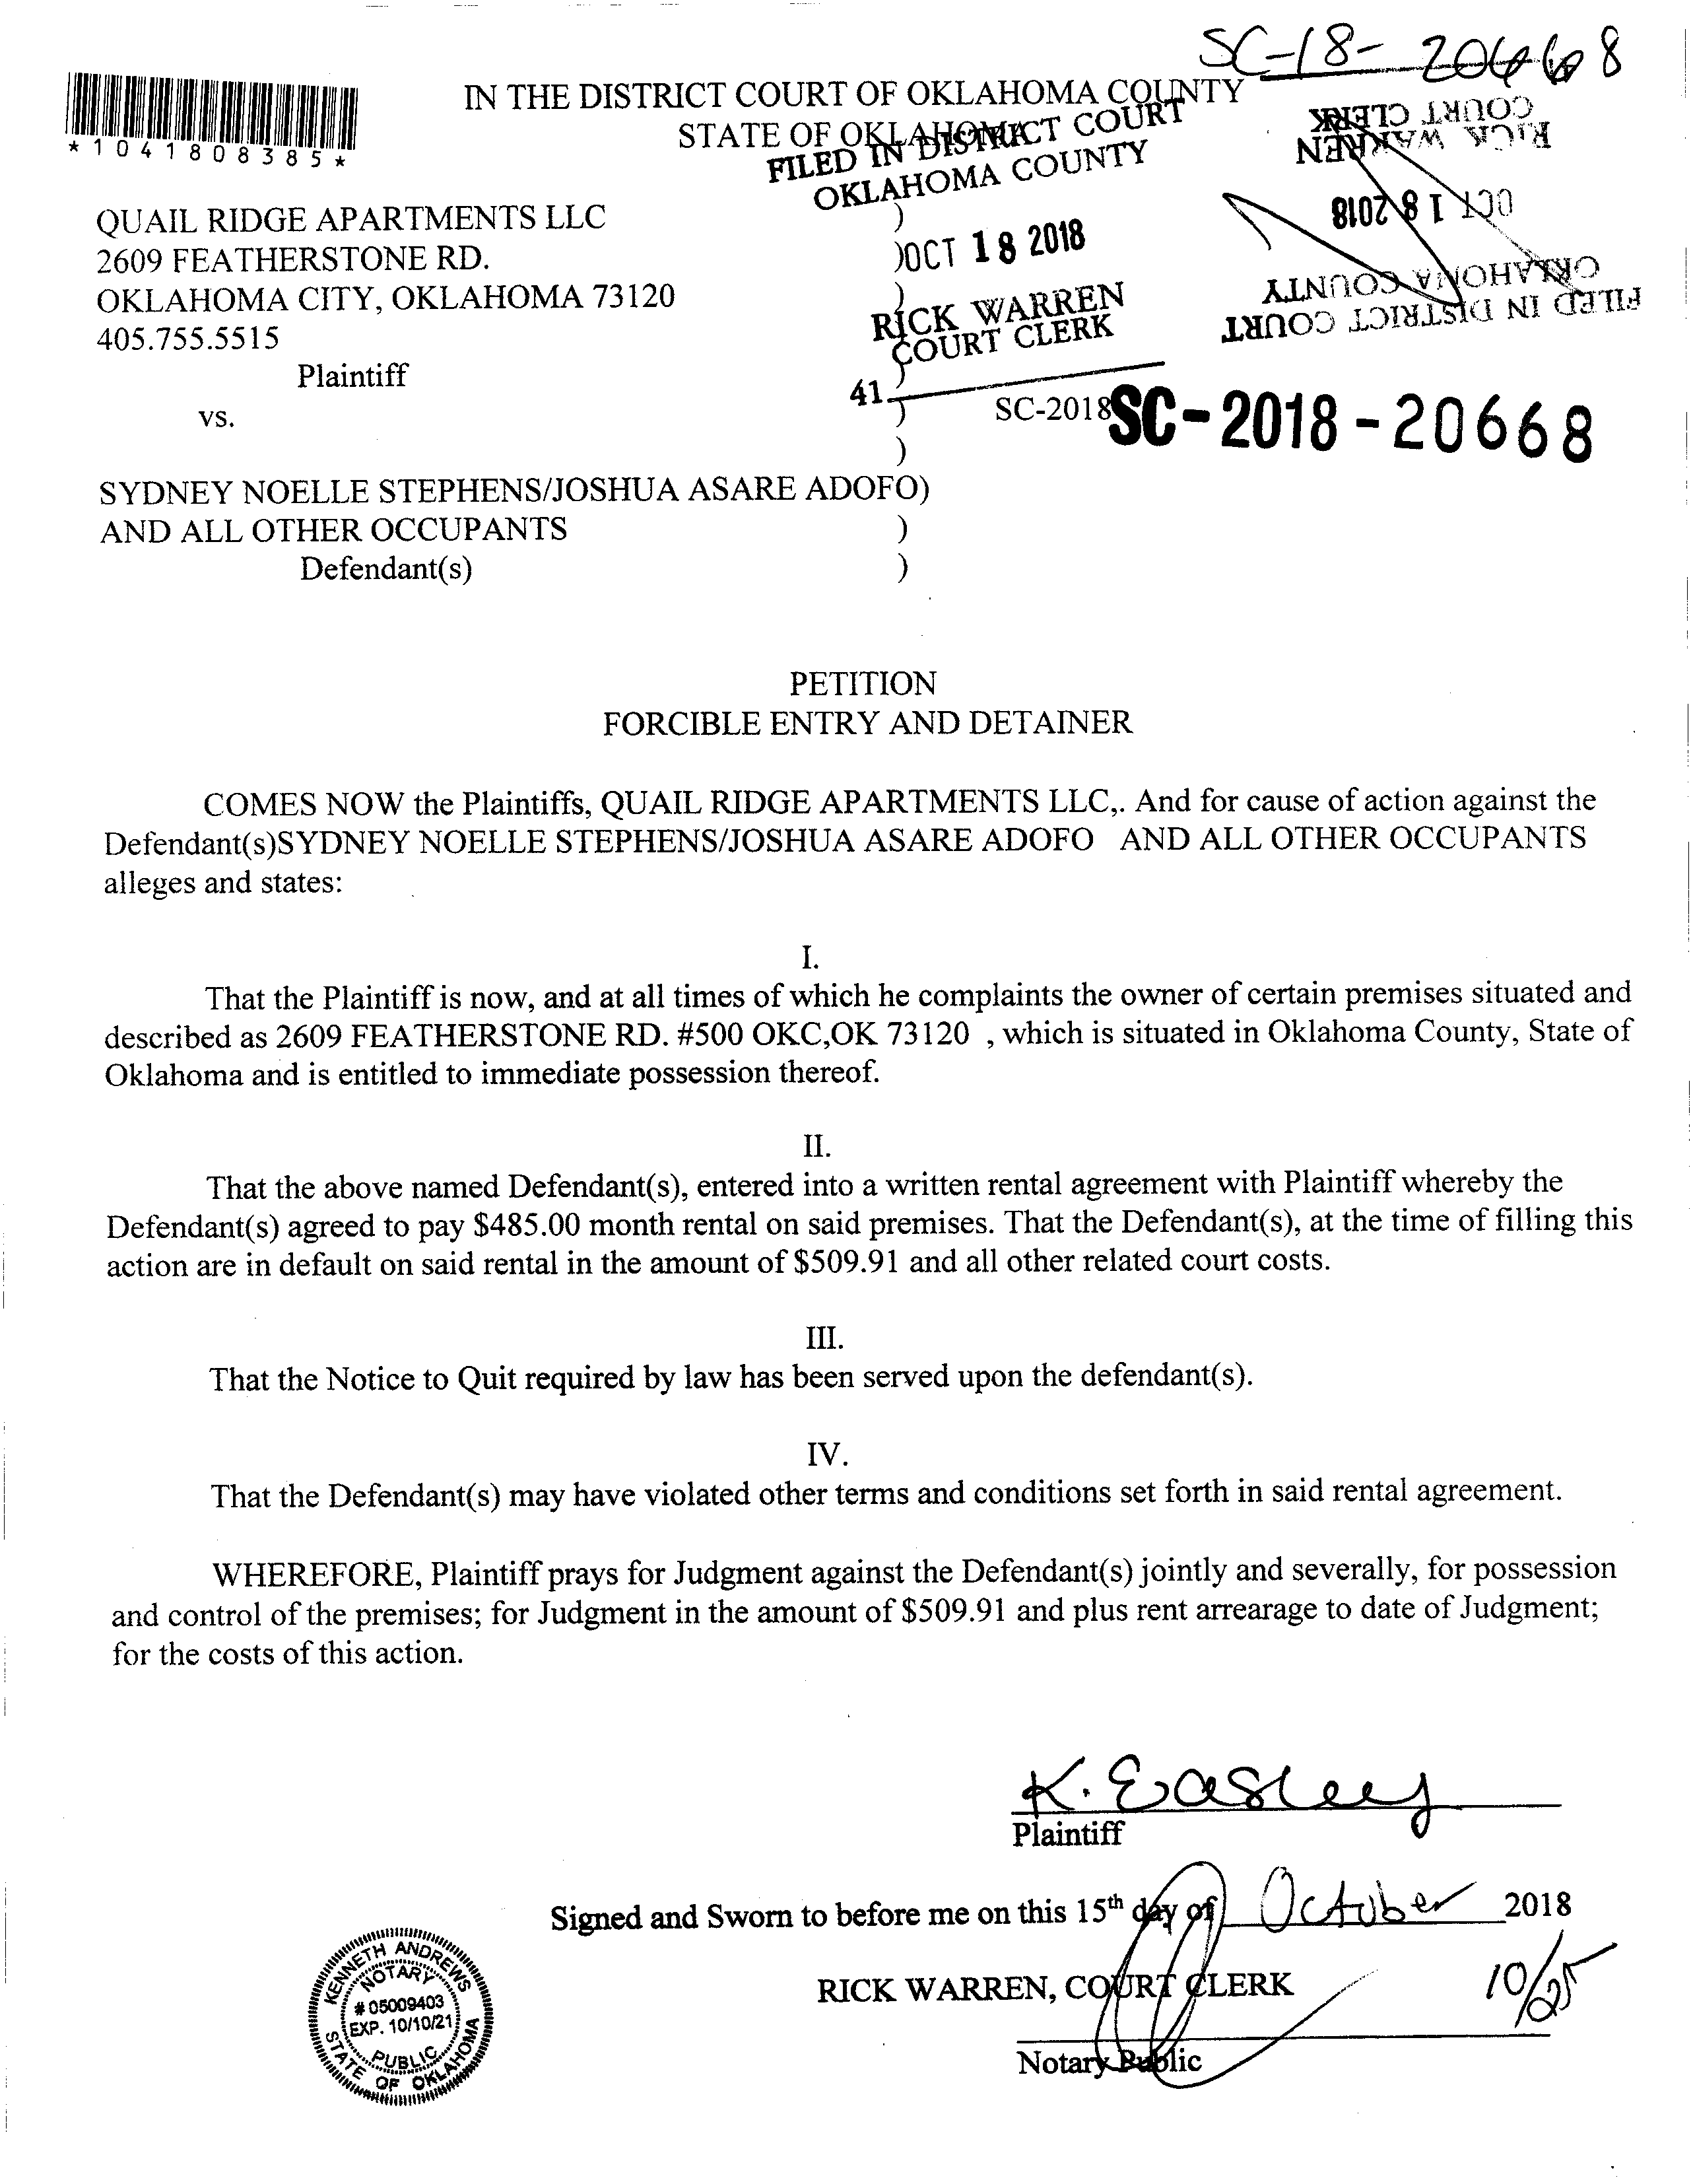 SC-18-20668
*1041808385*
IN THE DISTRICT COURT OF OKLAHOMA COUNTY
STATE OF OKLAHOMA
FILED IN DISTRICT COURT
OKLAHOMA COUNTY
OCT 18 2018
RICK WARREN
COURT CLERK
41
FILED IN DISTRICT COURT
OKLAHOMA COUNTY
OCT 18 2018
RICK WARREN
COURT CLERK
QUAIL RIDGE APARTMENTS LLC )
2609 FEATHERSTONE RD. )
OKLAHOMA CITY, OKLAHOMA 73120 )
405.755.5515
Plaintiff )
vs. ) SC-2018 SC-2018-20668
)
SYDNEY NOELLE STEPHENS/JOSHUA ASARE ADOFO)
AND ALL OTHER OCCUPANTS )
Defendant(s) )
PETITION
FORCIBLE ENTRY AND DETAINER
COMES NOW the Plaintiffs, QUAIL RIDGE APARTMENTS LLC,. And for cause of action against the
Defendant(s)SYDNEY NOELLE STEPHENS/JOSHUA ASARE ADOFO AND ALL OTHER OCCUPANTS
alleges and states:
I.
That the Plaintiff is now, and at all times of which he complaints the owner of certain premises situated and
described as 2609 FEATHERSTONE RD. #500 OKC,OK 73120 , which is situated in Oklahoma County, State of
Oklahoma and is entitled to immediate possession thereof.
II.
That the above named Defendant(s), entered into a written rental agreement with Plaintiff whereby the
Defendant(s) agreed to pay $485.00 month rental on said premises. That the Defendant(s), at the time of filling this
action are in default on said rental in the amount of $509.91 and all other related court costs.
III.
That the Notice to Quit required by law has been served upon the defendant(s).
IV.
That the Defendant(s) may have violated other terms and conditions set forth in said rental agreement.
WHEREFORE, Plaintiff prays for Judgment against the Defendant(s) jointly and severally, for possession
and control of the premises; for Judgment in the amount of $509.91 and plus rent arrearage to date of Judgment;
for the costs of this action.
K. Easley
Plaintiff
Signed and Sworn to before me on this 15th day of October 2018
RICK WARREN, COURT CLERK
10/25
Notary Public
KENNETH ANDREWS
NOTARY
# 05009403
EXP. 10/10/21
PUBLIC
STATE OF OKLAHOMA